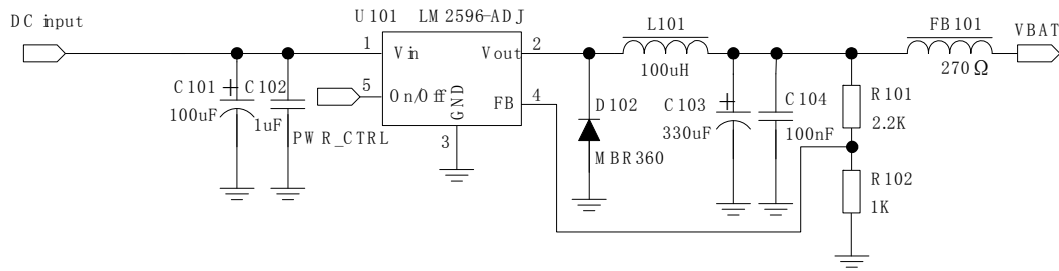 DC input
U101 LM2596-ADJ
L101
FB101
VBAT
1
Vin
Vout
2
100uH
270Ω
5
On/Off
GND
FB
4
C101
+
C102
100uF
1uF
PWR_CTRL
3
D102
MBR360
C103
+
330uF
C104
100nF
R101
2.2K
R102
1K